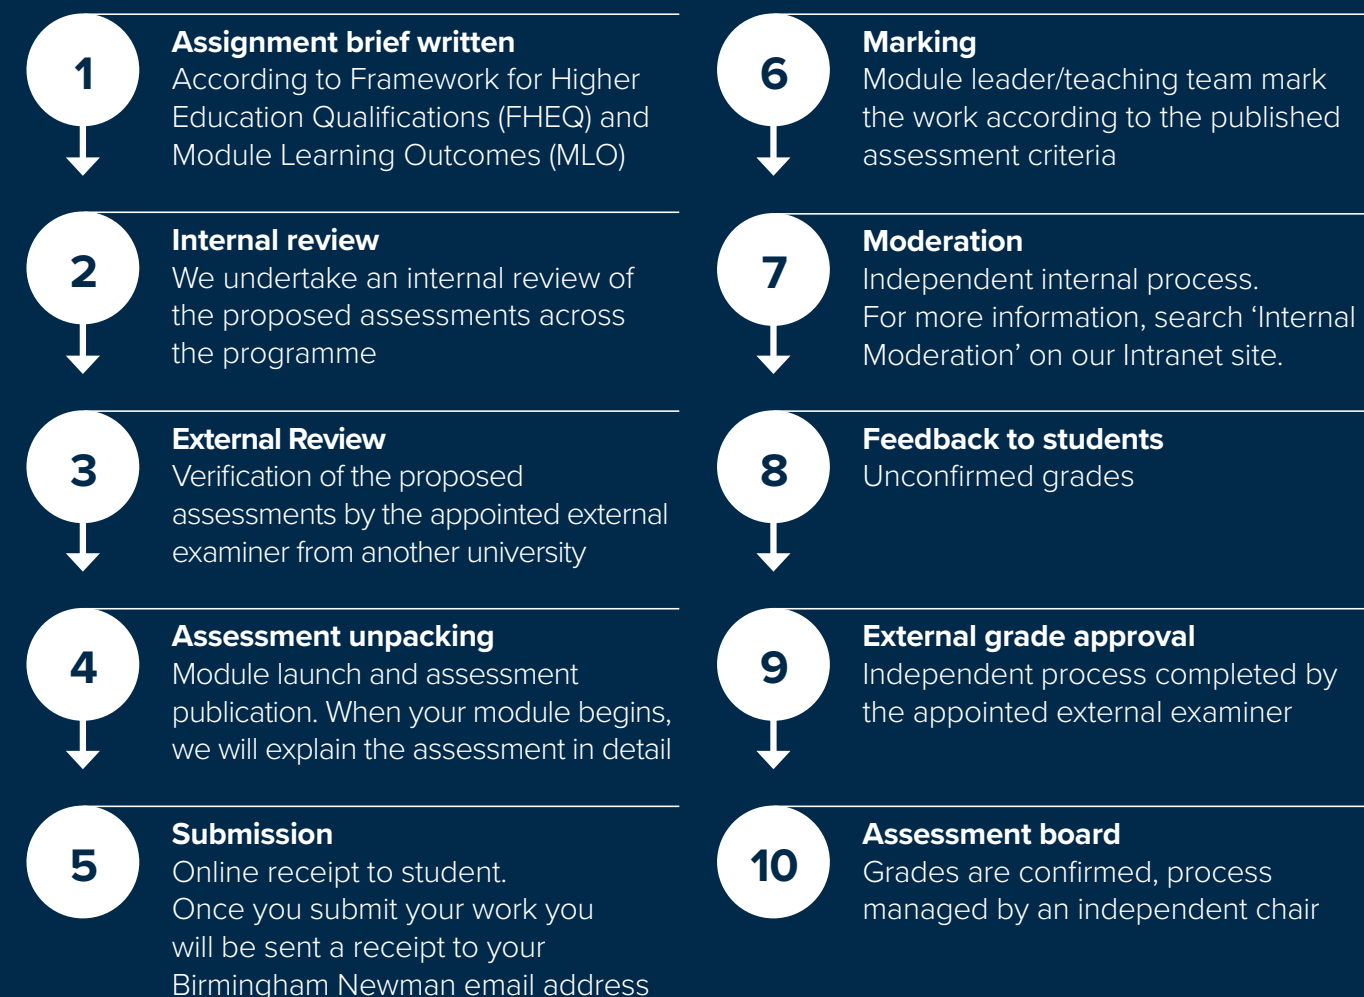 1
Assignment brief written
According to Framework for Higher
Education Qualifications (FHEQ) and
Module Learning Outcomes (MLO)
2
Internal review
We undertake an internal review of
the proposed assessments across
the programme
3
External Review
Verification of the proposed
assessments by the appointed external
examiner from another university
4
Assessment unpacking
Module launch and assessment
publication. When your module begins,
we will explain the assessment in detail
5
Submission
Online receipt to student.
Once you submit your work you
will be sent a receipt to your
Birmingham Newman email address
6
Marking
Module leader/teaching team mark
the work according to the published
assessment criteria
7
Moderation
Independent internal process.
For more information, search ‘Internal
Moderation’ on our Intranet site.
8
Feedback to students
Unconfirmed grades
9
External grade approval
Independent process completed by
the appointed external examiner
10
Assessment board
Grades are confirmed, process
managed by an independent chair